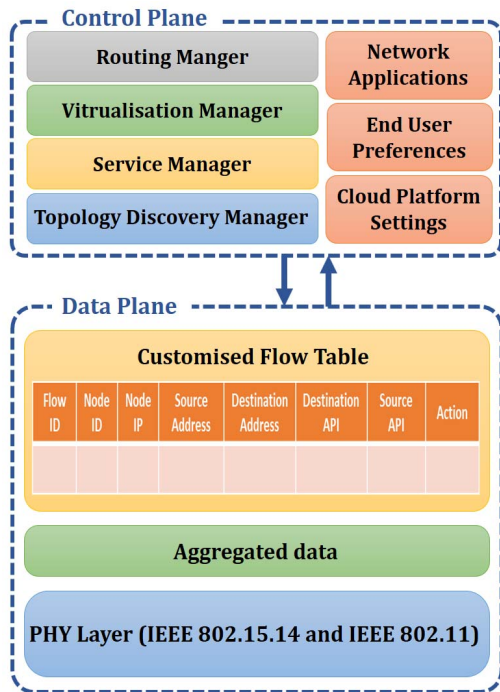 Control Plane
Routing Manger
Vitrualisation Manager
Service Manager
Topology Discovery Manager
Network
Applications
End User
Preferences
Cloud Platform
Settings
Data Plane
Customised Flow Table
Flow
ID
Node
ID
Node
IP
Source
Address
Destination
Address
Destination
API
Source
API
Action
Aggregated data
PHY Layer (IEEE 802.15.14 and IEEE 802.11)